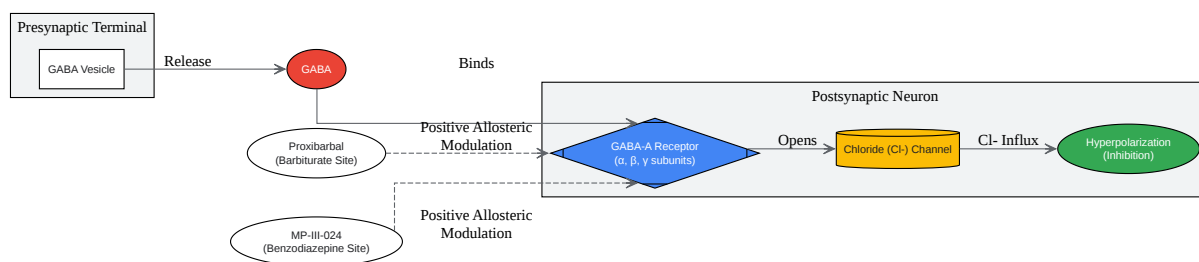 Presynaptic Terminal
GABA Vesicle
Release
GABA
Binds
Postsynaptic Neuron
Proxibarbal
(Barbiturate Site)
Positive Allosteric
Modulation
GABA-A Receptor
(α, β, γ subunits)
Opens
Chloride (Cl-) Channel
Cl- Influx
Hyperpolarization
(Inhibition)
MP-III-024
(Benzodiazepine Site)
Positive Allosteric
Modulation